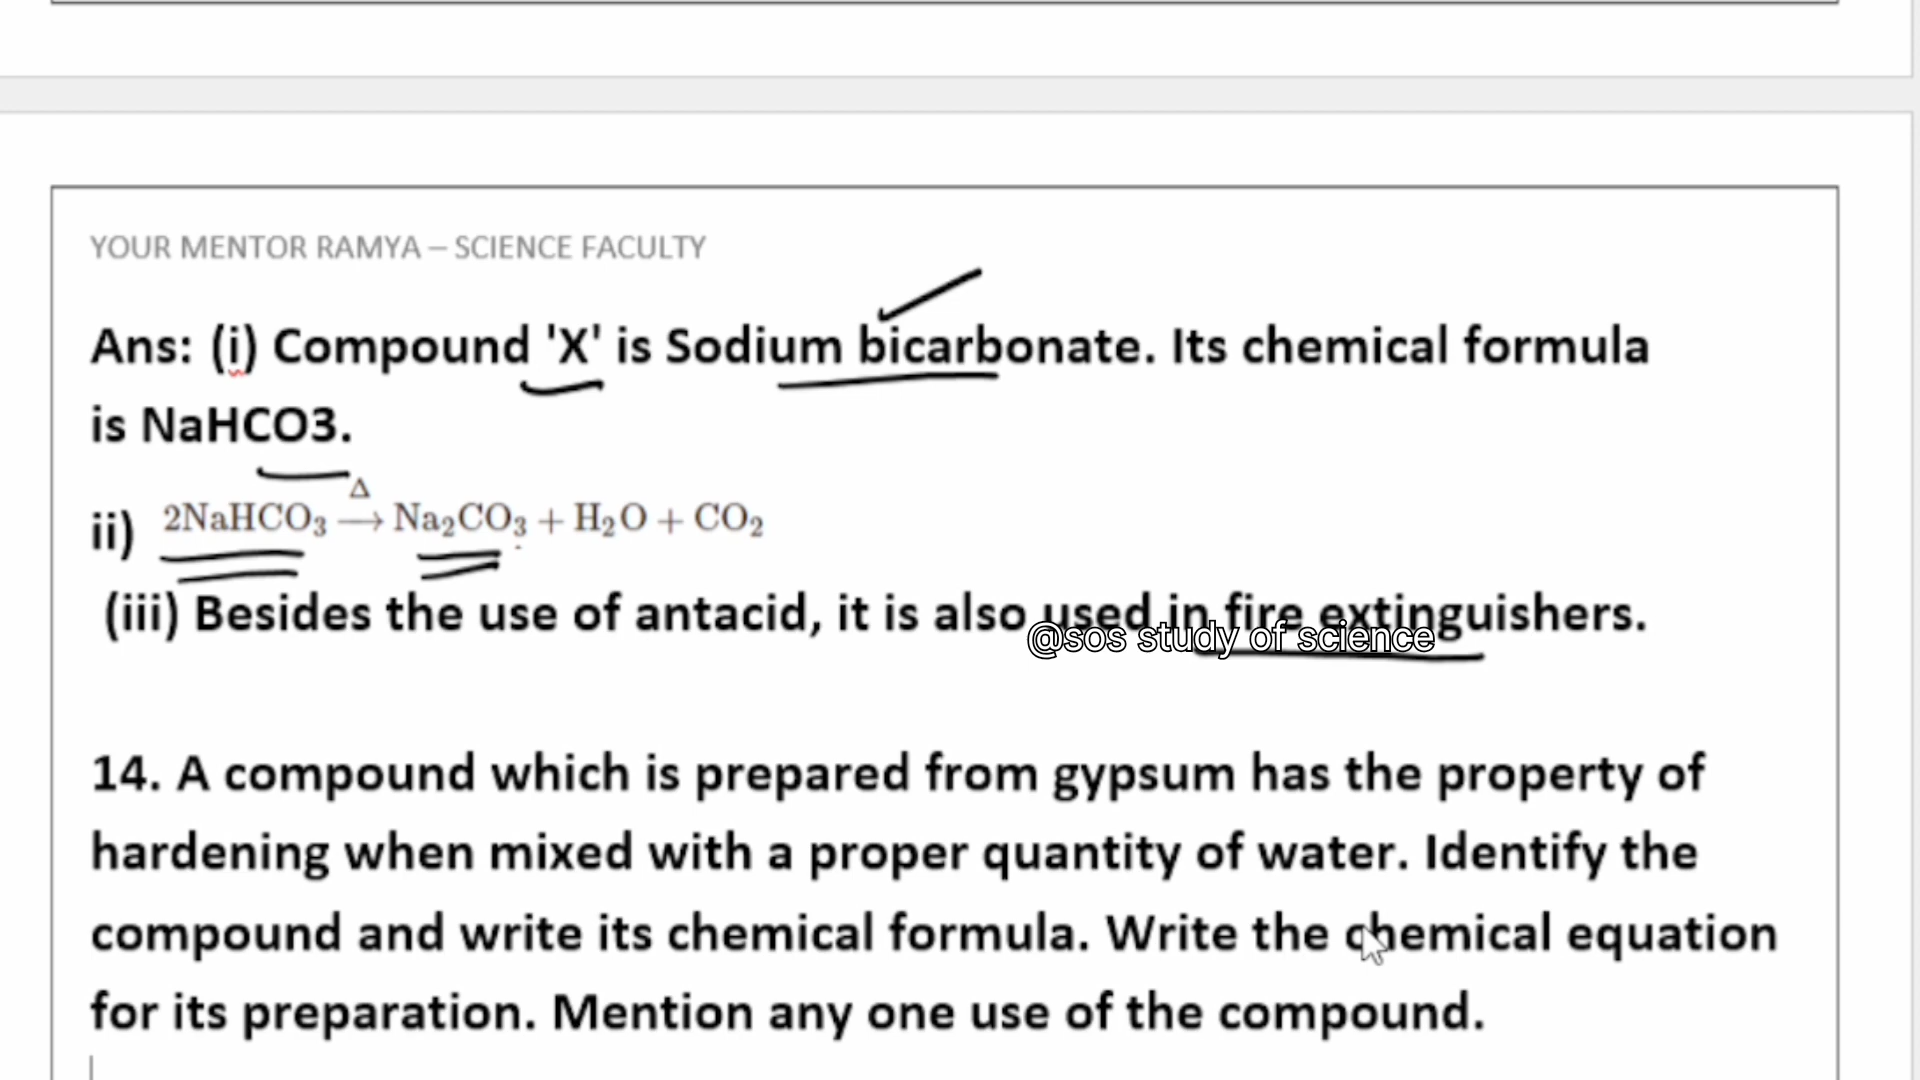 YOUR MENTOR RAMYA – SCIENCE FACULTY
Ans: (i) Compound 'X' is Sodium bicarbonate. Its chemical formula
is NaHCO3.
ii) 2NaHCO₃ →Δ Na₂CO₃ + H₂O + CO₂
(iii) Besides the use of antacid, it is also used in fire extinguishers.
@sos study of science
14. A compound which is prepared from gypsum has the property of
hardening when mixed with a proper quantity of water. Identify the
compound and write its chemical formula. Write the chemical equation
for its preparation. Mention any one use of the compound.